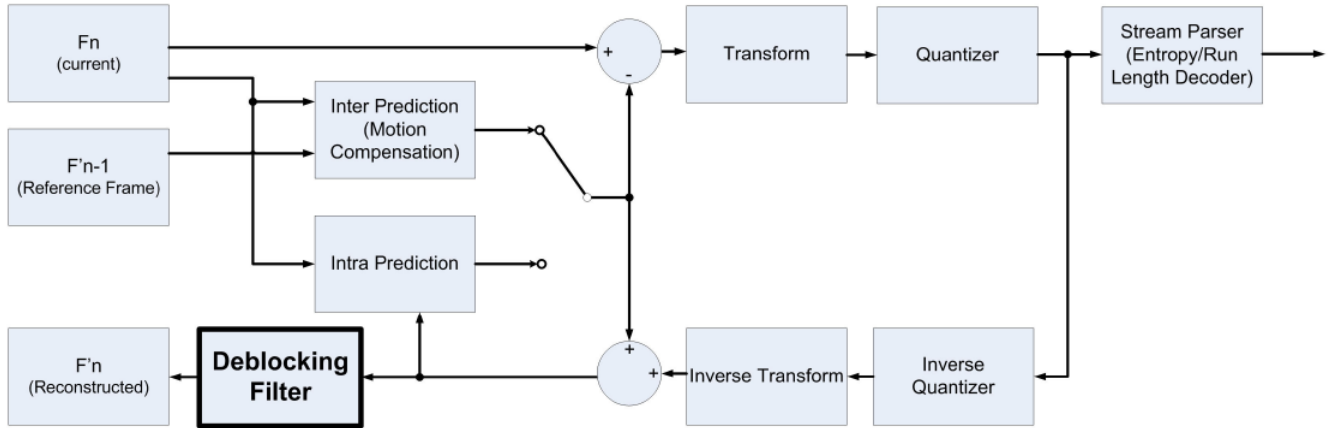 Fn
(current)
+
-
Transform
Quantizer
Stream Parser
(Entropy/Run
Length Decoder)
Inter Prediction
(Motion
Compensation)
F'n-1
(Reference Frame)
Intra Prediction
F'n
(Reconstructed)
Deblocking
Filter
+
+
Inverse Transform
Inverse
Quantizer